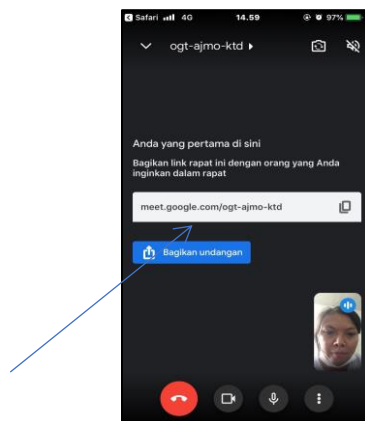 Safari 4G 14.59 97%
ogt-ajmo-ktd
Anda yang pertama di sini
Bagikan link rapat ini dengan orang yang Anda
inginkan dalam rapat
meet.google.com/ogt-ajmo-ktd
Bagikan undangan